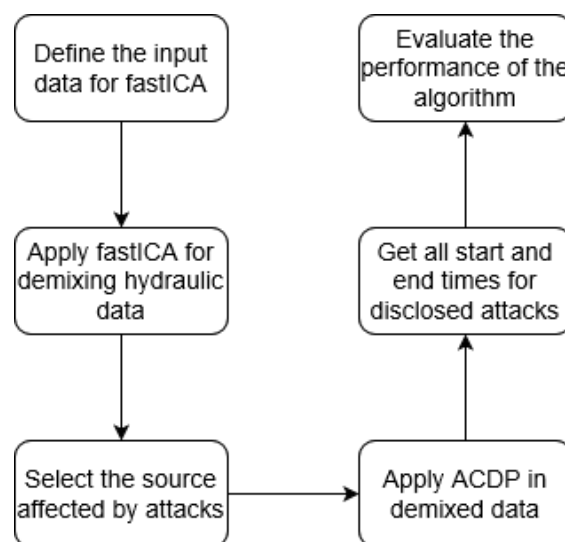 Define the input
data for fastICA
Apply fastICA for
demixing hydraulic
data
Select the source
affected by attacks
Apply ACDP in
demixed data
Get all start and
end times for
disclosed attacks
Evaluate the
performance of the
algorithm